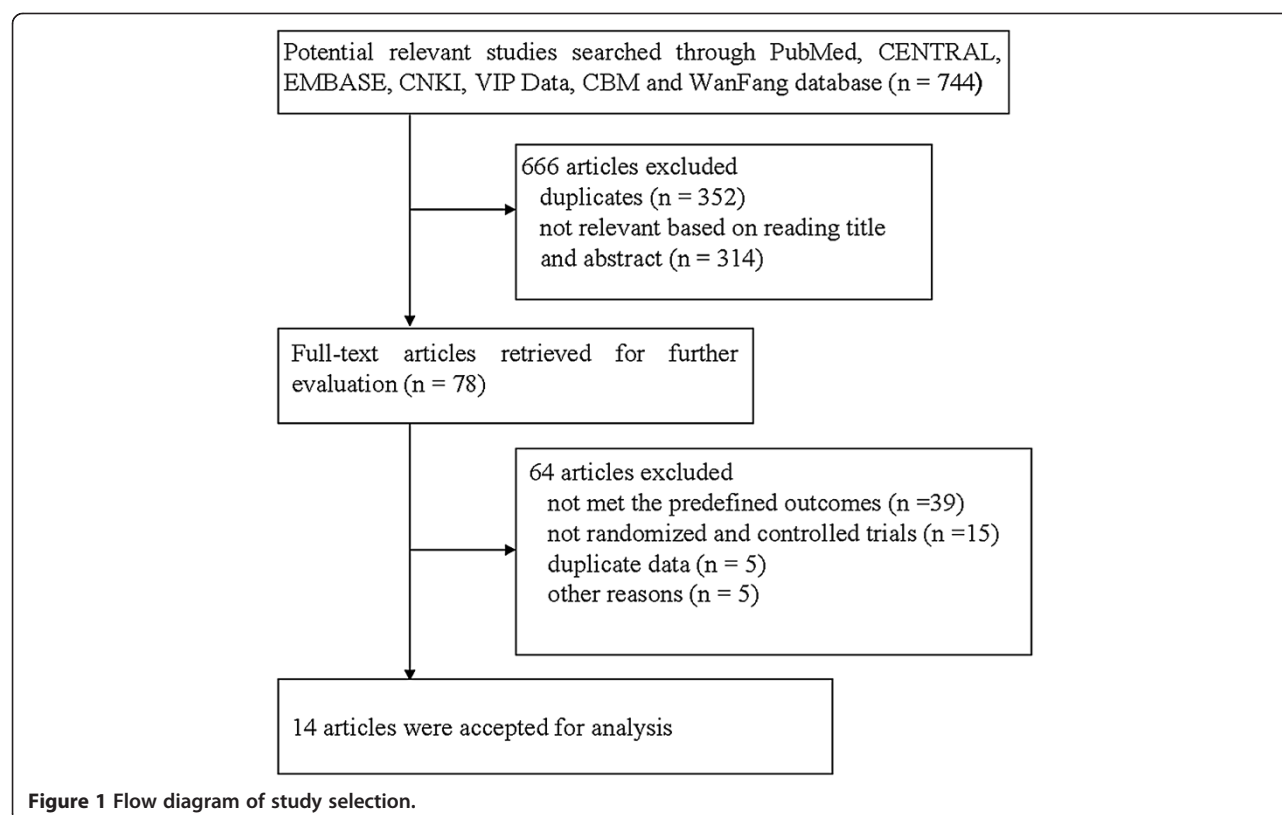 Potential relevant studies searched through PubMed, CENTRAL,
EMBASE, CNKI, VIP Data, CBM and WanFang database (n = 744)
666 articles excluded
duplicates (n = 352)
not relevant based on reading title
and abstract (n = 314)
Full-text articles retrieved for further
evaluation (n = 78)
64 articles excluded
not met the predefined outcomes (n =39)
not randomized and controlled trials (n =15)
duplicate data (n = 5)
other reasons (n = 5)
14 articles were accepted for analysis
Figure 1 Flow diagram of study selection.